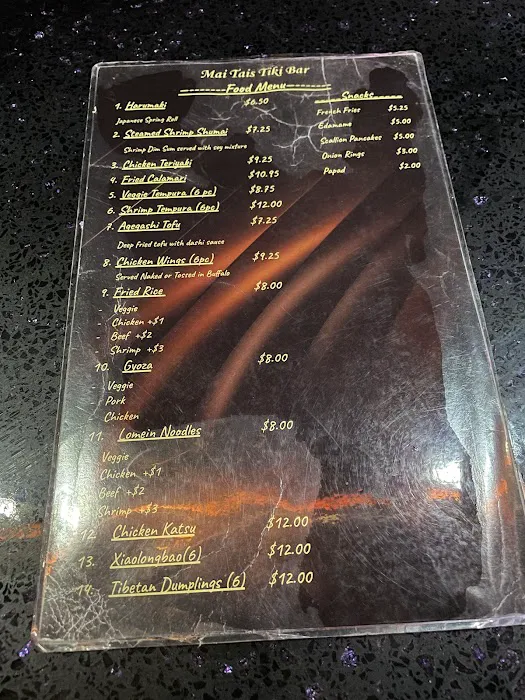 Mai Tais Tiki Bar
---------Food Menu---------
1. Harumaki $6.50
Japanese Spring Roll
2. Steamed Shrimp Shumai $7.25
Shrimp Dim Sum served with soy mixture
3. Chicken Teriyaki $9.25
4. Fried Calamari $10.95
5. Veggie Tempura (6 pc) $8.75
6. Shrimp Tempura (6pc) $12.00
7. Agegashi Tofu $7.25
Deep fried tofu with dashi sauce
8. Chicken Wings (6pc) $9.25
Served Naked or Tossed in Buffalo
9. Fried Rice $8.00
- Veggie
- Chicken +$1
- Beef +$2
- Shrimp +$3
10. Gyoza $8.00
- Veggie
- Pork
Chicken
11. Lomein Noodles $8.00
Veggie
Chicken +$1
Beef +$2
Shrimp +$3
12. Chicken Katsu $12.00
13. Xiaolongbao(6) $12.00
14. Tibetan Dumplings (6) $12.00
Snacks
French Fries $5.25
Edamame $5.00
Scallion Pancakes $5.00
Onion Rings $3.00
Papad $2.00